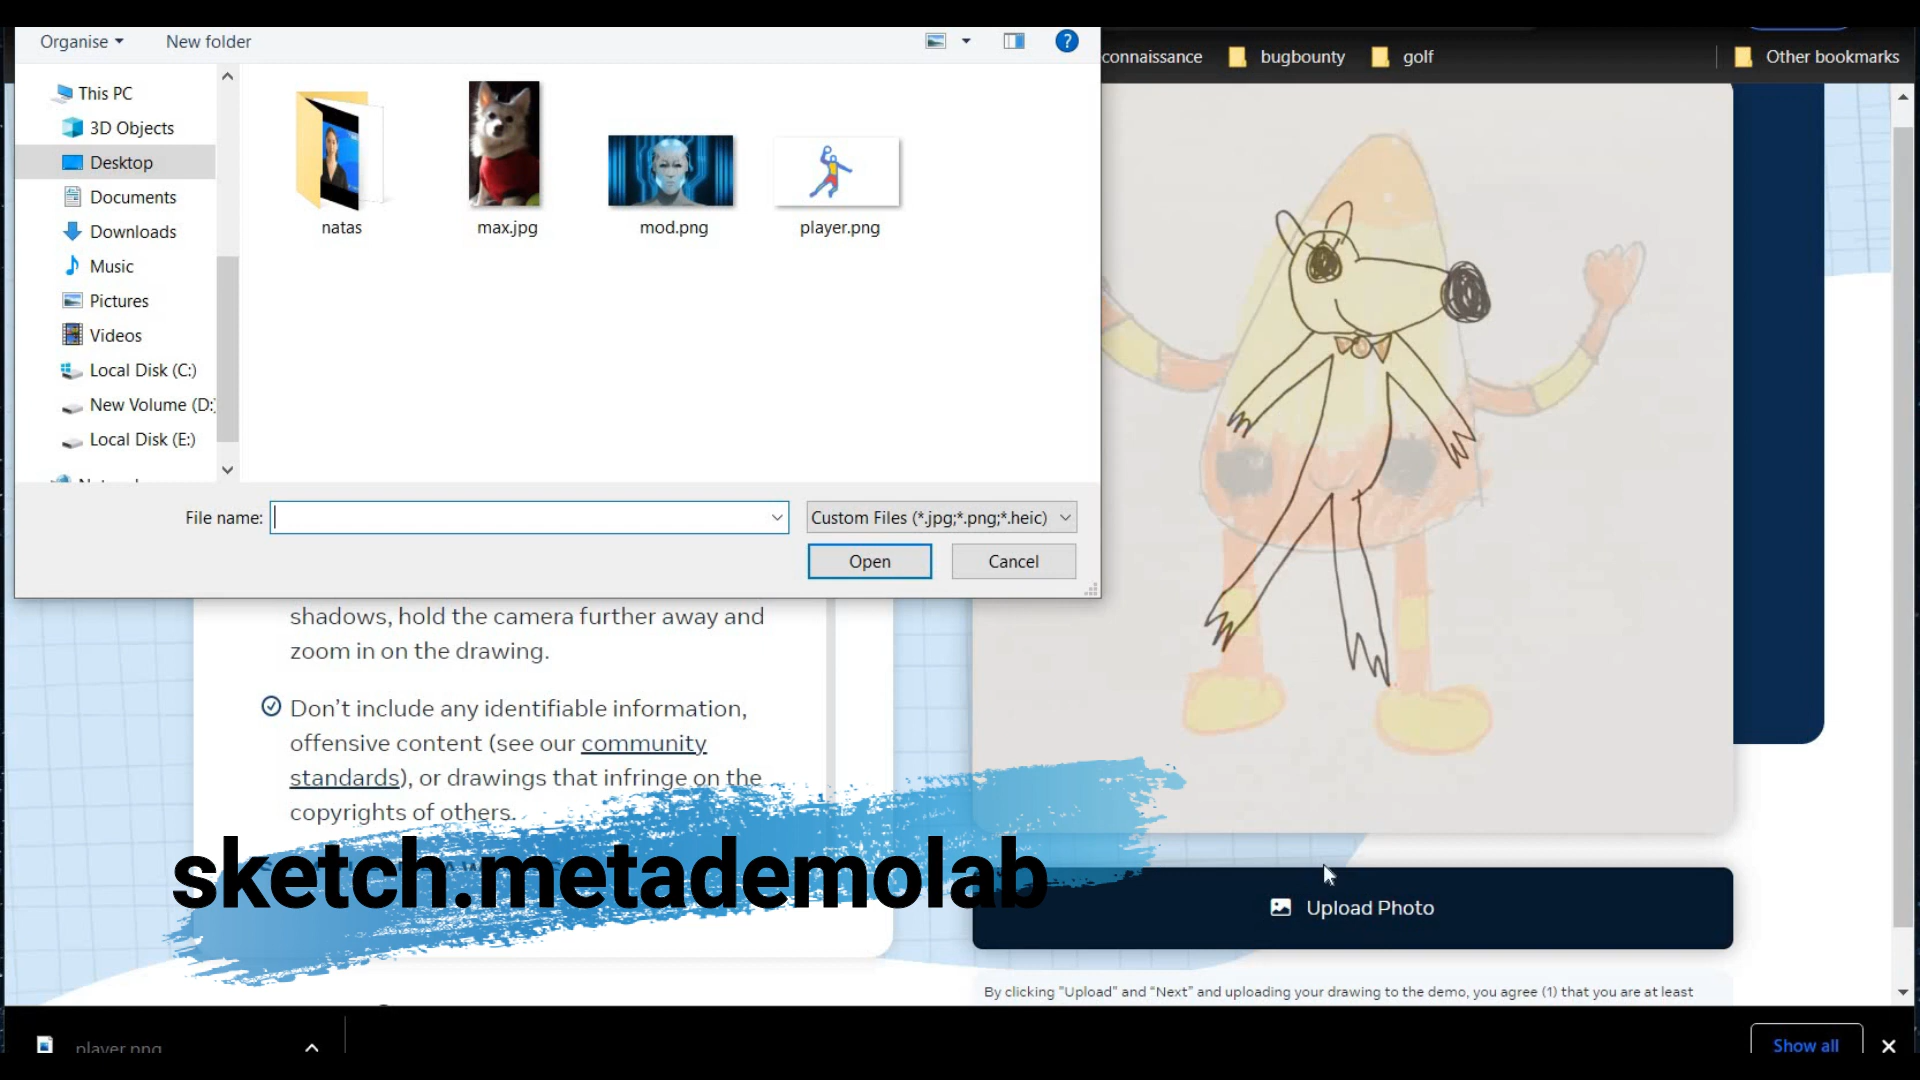 Organise
New folder
connaissance
bugbounty
golf
Other bookmarks
This PC
3D Objects
Desktop
Documents
Downloads
Music
Pictures
Videos
Local Disk (C:)
New Volume (D:
Local Disk (E:)
natas
max.jpg
mod.png
player.png
File name:
Custom Files (*.jpg;*.png;*.heic)
Open
Cancel
shadows, hold the camera further away and
zoom in on the drawing.
Don't include any identifiable information,
offensive content (see our community
standards), or drawings that infringe on the
copyrights of others.
sketch.metademolab
Upload Photo
By clicking "Upload" and "Next" and uploading your drawing to the demo, you agree (1) that you are at least
player.png
Show all